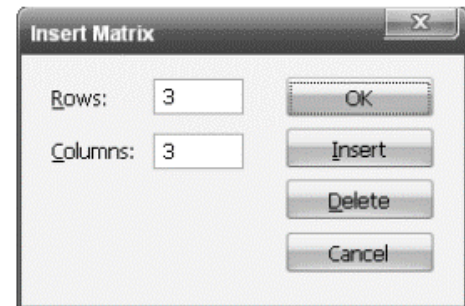 Insert Matrix
x
Rows: 3
OK
Columns: 3
Insert
Delete
Cancel